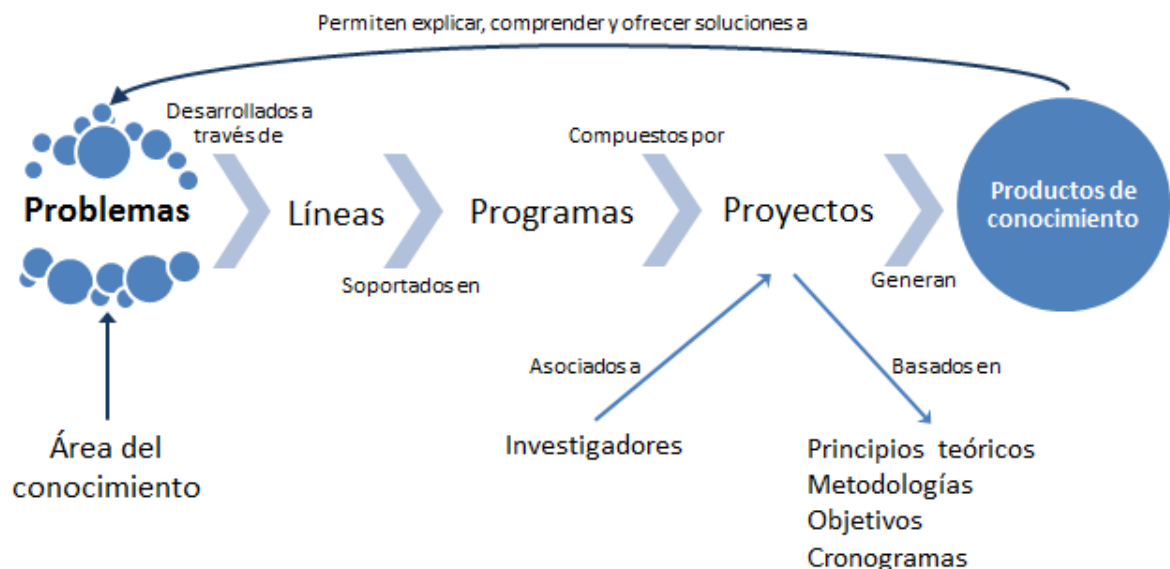 Permiten explicar, comprender y ofrecer soluciones a
Desarrollados a
través de
Compuestos por
Problemas
Líneas
Programas
Proyectos
Productos de
conocimiento
Soportados en
Generan
Asociados a
Basados en
Área del
conocimiento
Investigadores
Principios teóricos
Metodologías
Objetivos
Cronogramas